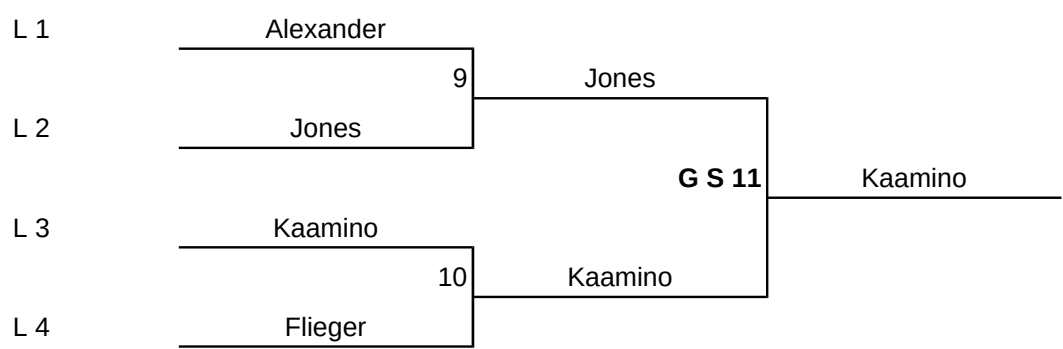 L 1 Alexander
9 Jones
L 2 Jones
G S 11 Kaamino
L 3 Kaamino
10 Kaamino
L 4 Flieger